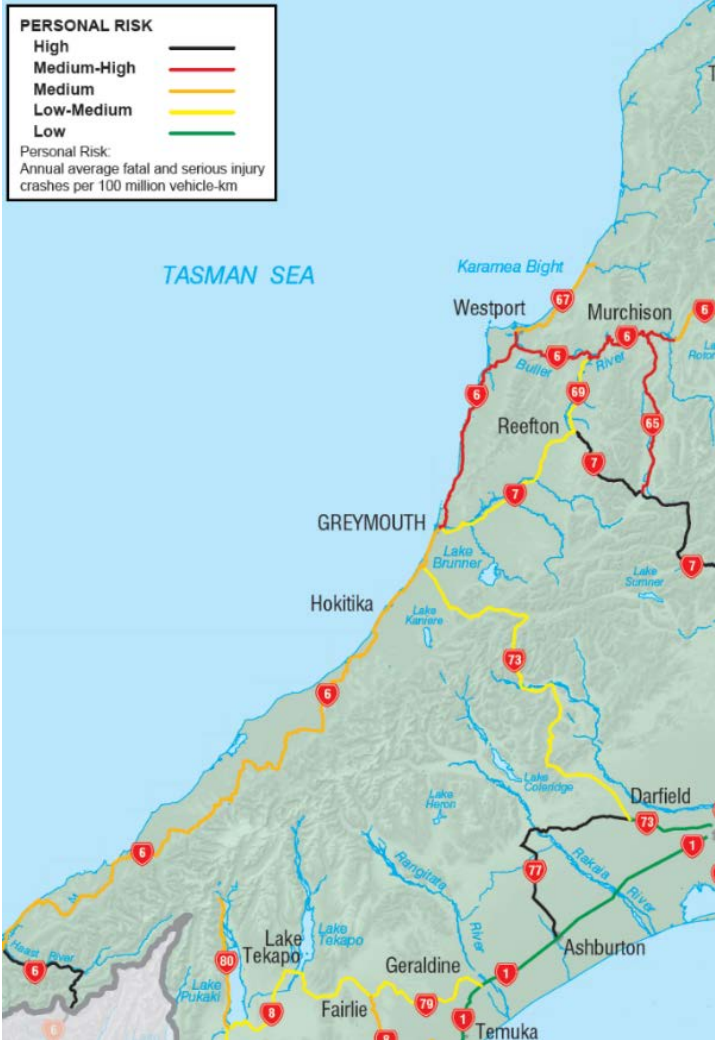 PERSONAL RISK
High
Medium-High
Medium
Low-Medium
Low
Personal Risk:
Annual average fatal and serious injury
crashes per 100 million vehicle-km
T
TASMAN SEA
Karamea Bight
67
Westport
Murchison
6
6
6
Buller
River
La
Rotor
6
69
65
Reefton
7
7
GREYMOUTH
Lake
Brunner
7
Lake
Sumner
Hokitika
Lake
Kaniere
73
6
Lake
Coleridge
Lake
Heron
Darfield
73
1
6
Rangitata
River
77
Rakaia
River
Haast River
6
Lake
Tekapo
Lake
Tekapo
80
Geraldine
Ashburton
1
Lake
Pukaki
8
Fairlie
79
1
6
8
Temuka